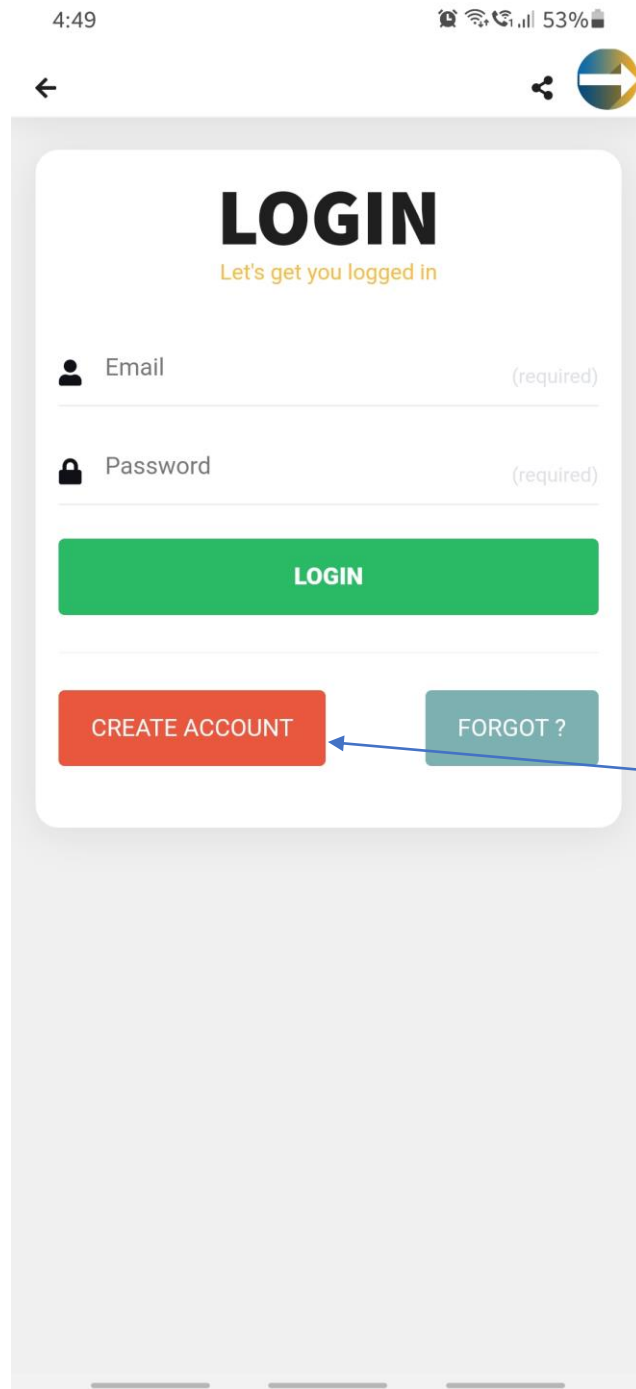 4:49 53%
LOGIN
Let's get you logged in
Email (required)
Password (required)
LOGIN
CREATE ACCOUNT FORGOT ?